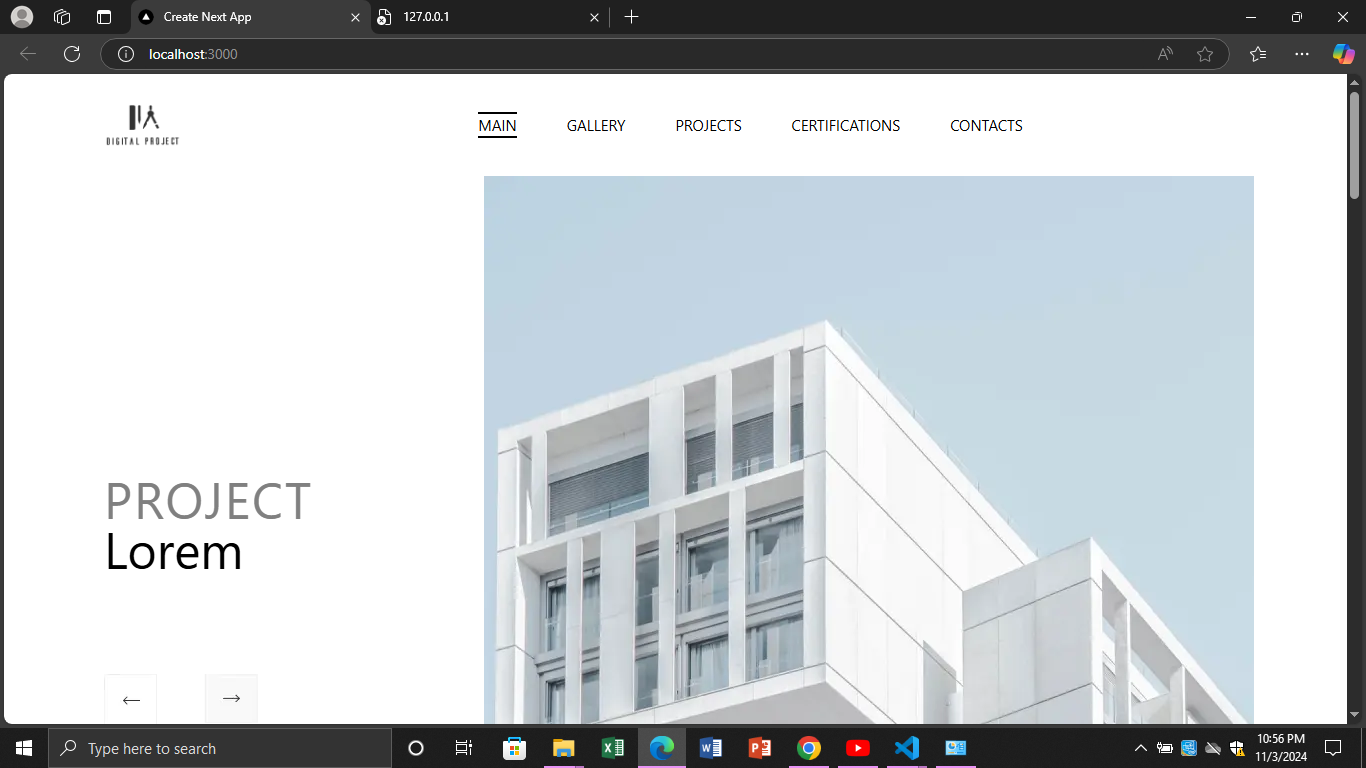 Create Next App
127.0.0.1
localhost:3000
DIGITAL PROJECT
MAIN
GALLERY
PROJECTS
CERTIFICATIONS
CONTACTS
PROJECT
Lorem
Type here to search
10:56 PM
11/3/2024